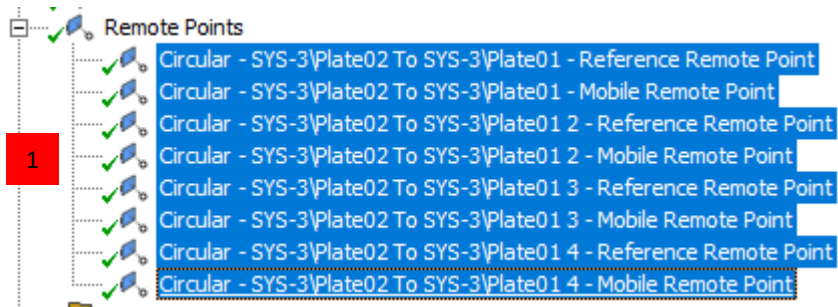 Remote Points
Circular - SYS-3\Plate02 To SYS-3\Plate01 - Reference Remote Point
Circular - SYS-3\Plate02 To SYS-3\Plate01 - Mobile Remote Point
Circular - SYS-3\Plate02 To SYS-3\Plate01 2 - Reference Remote Point
1
Circular - SYS-3\Plate02 To SYS-3\Plate01 2 - Mobile Remote Point
Circular - SYS-3\Plate02 To SYS-3\Plate01 3 - Reference Remote Point
Circular - SYS-3\Plate02 To SYS-3\Plate01 3 - Mobile Remote Point
Circular - SYS-3\Plate02 To SYS-3\Plate01 4 - Reference Remote Point
Circular - SYS-3\Plate02 To SYS-3\Plate01 4 - Mobile Remote Point